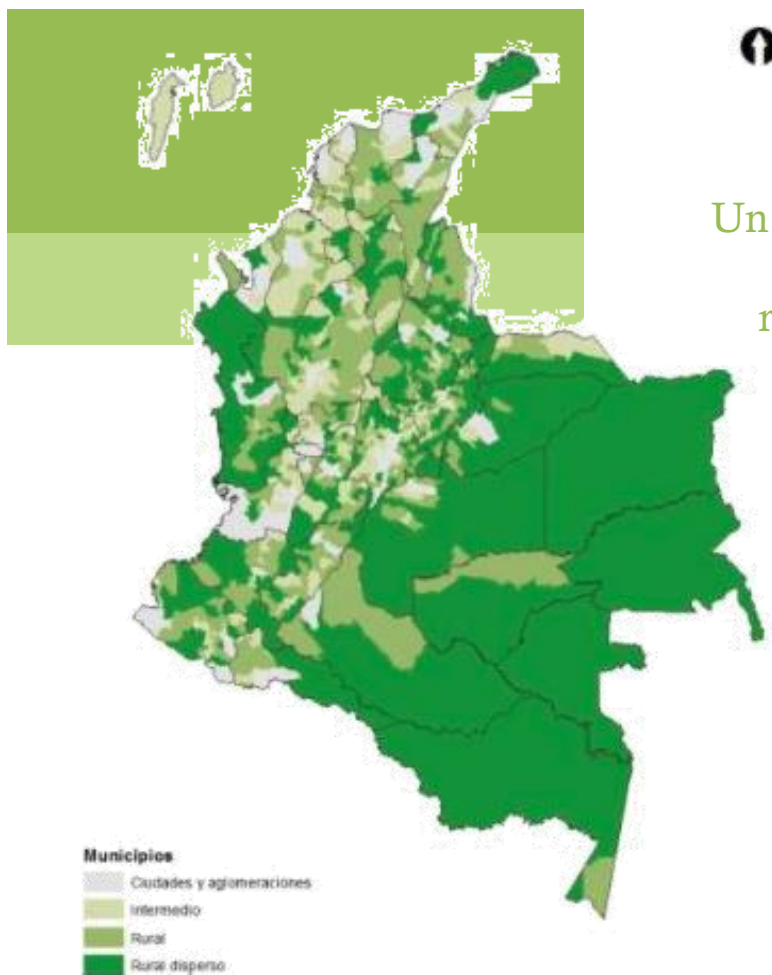 Un
r
Municipios
Ciudades y aglomeraciones
Intermedio
Rural
Rural disperso